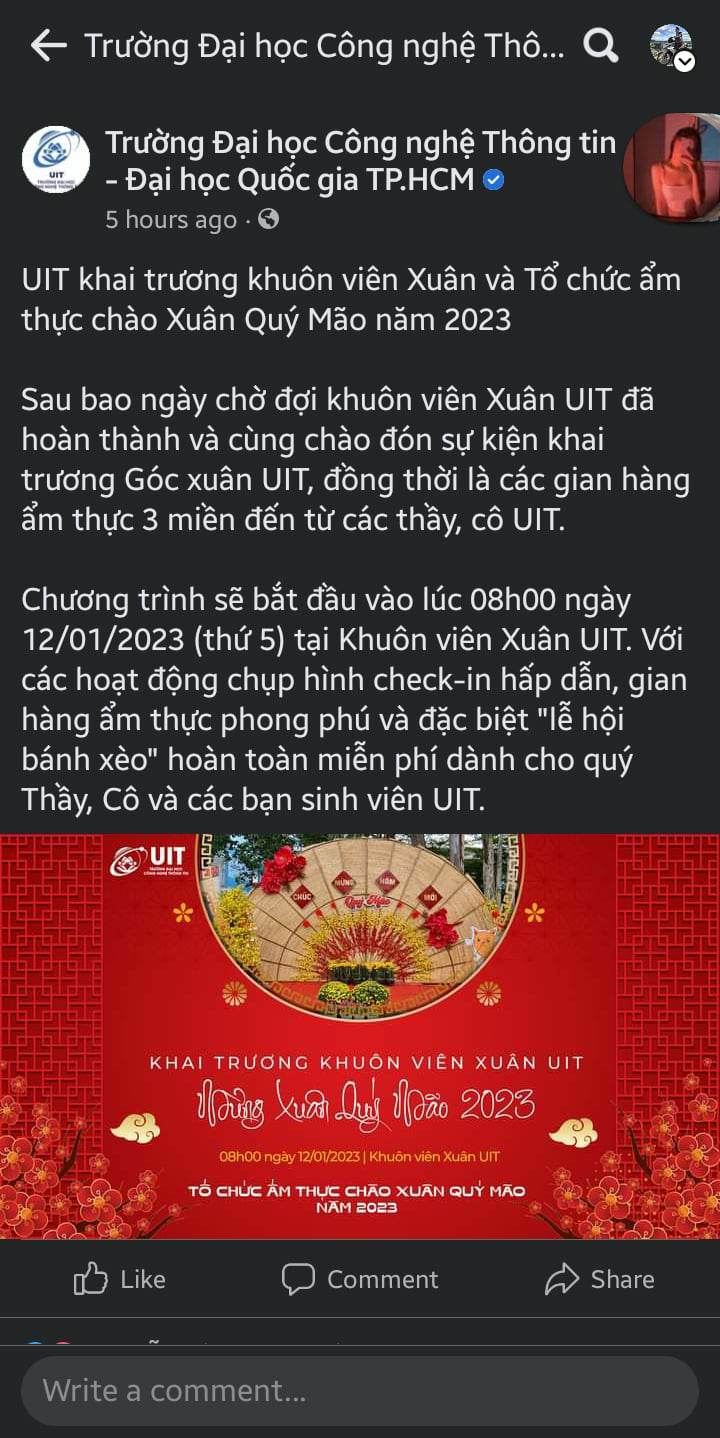 Trường Đại học Công nghệ Thô...
Trường Đại học Công nghệ Thông tin
- Đại học Quốc gia TP.HCM
5 hours ago ·
UIT khai trương khuôn viên Xuân và Tổ chức ẩm
thực chào Xuân Quý Mão năm 2023
Sau bao ngày chờ đợi khuôn viên Xuân UIT đã
hoàn thành và cùng chào đón sự kiện khai
trương Góc xuân UIT, đồng thời là các gian hàng
ẩm thực 3 miền đến từ các thầy, cô UIT.
Chương trình sẽ bắt đầu vào lúc 08h00 ngày
12/01/2023 (thứ 5) tại Khuôn viên Xuân UIT. Với
các hoạt động chụp hình check-in hấp dẫn, gian
hàng ẩm thực phong phú và đặc biệt "lễ hội
bánh xèo" hoàn toàn miễn phí dành cho quý
Thầy, Cô và các bạn sinh viên UIT.
UIT
TRƯỜNG ĐẠI HỌC
CÔNG NGHỆ THÔNG TIN
CHÚC MỪNG NĂM MỚI
Quý Mão
KHAI TRƯƠNG KHUÔN VIÊN XUÂN UIT
Mừng Xuân Quý Mão 2023
08h00 ngày 12/01/2023 | Khuôn viên Xuân UIT
TỔ CHỨC ẨM THỰC CHÀO XUÂN QUÝ MÃO
NĂM 2023
Like
Comment
Share
Write a comment...